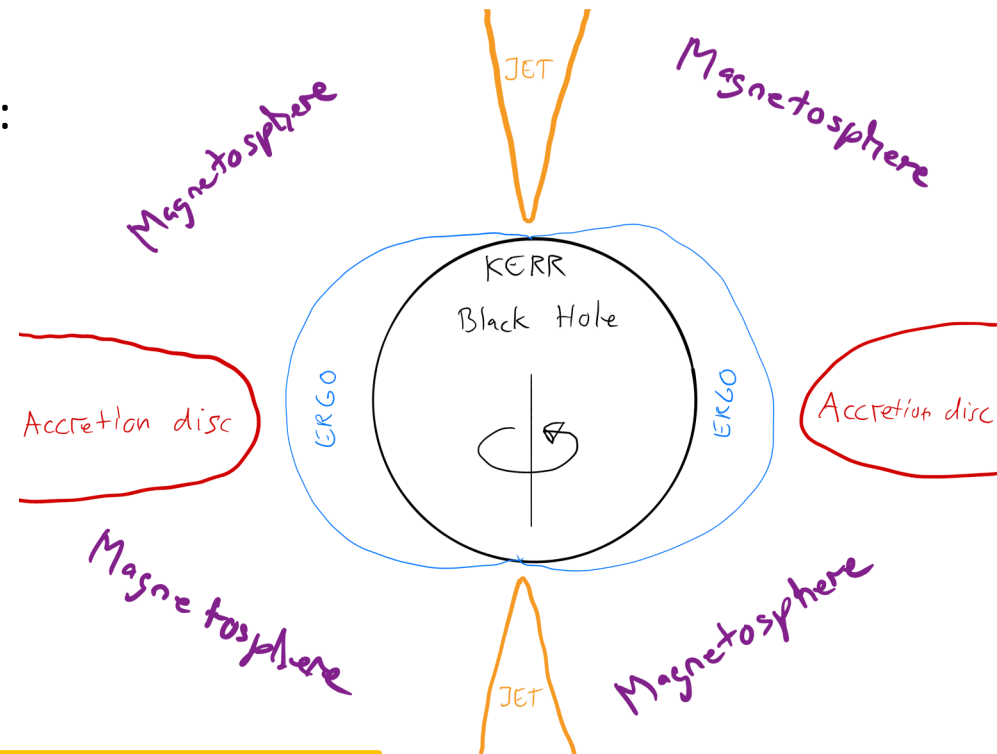 :
JET
Magnetosphere
Magnetosphere
KERR
Black Hole
ERGO
ERGO
Accretion disc
Accretion disc
Magnetosphere
Magnetosphere
JET